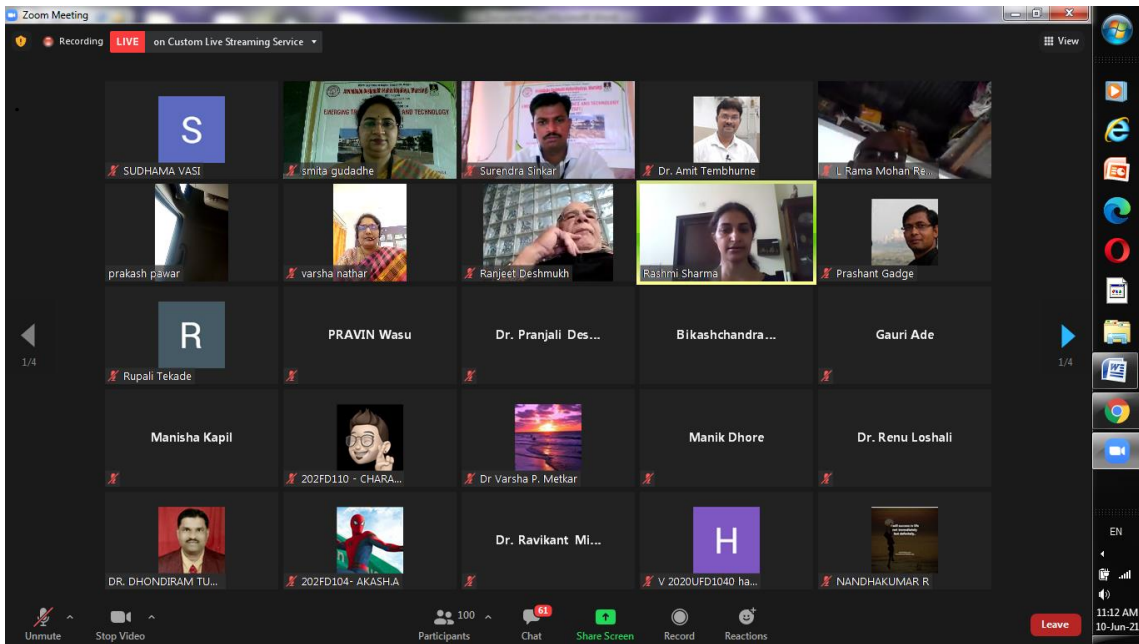 Zoom Meeting
Recording LIVE on Custom Live Streaming Service
View
S
SUDHAMA VASI
EMERGING
AND TECHNOLOGY
smita gudadhe
Surendra Sinkar
Dr. Amit Tembhurne
L Rama Mohan Re...
prakash pawar
varsha nathar
Ranjeet Deshmukh
Rashmi Sharma
Prashant Gadge
1/4
R
Rupali Tekade
PRAVIN Wasu
Dr. Pranjali Des...
Bikashchandra...
Gauri Ade
1/4
Manisha Kapil
202FD110 - CHARA...
Dr Varsha P. Metkar
Manik Dhore
Dr. Renu Loshali
DR. DHONDIRAM TU...
202FD104- AKASH.A
Dr. Ravikant Mi...
H
V 2020UFD1040 ha...
NANDHAKUMAR R
Unmute
Stop Video
100
Participants
61
Chat
Share Screen
Record
Reactions
Leave
EN
11:12 AM
10-Jun-21